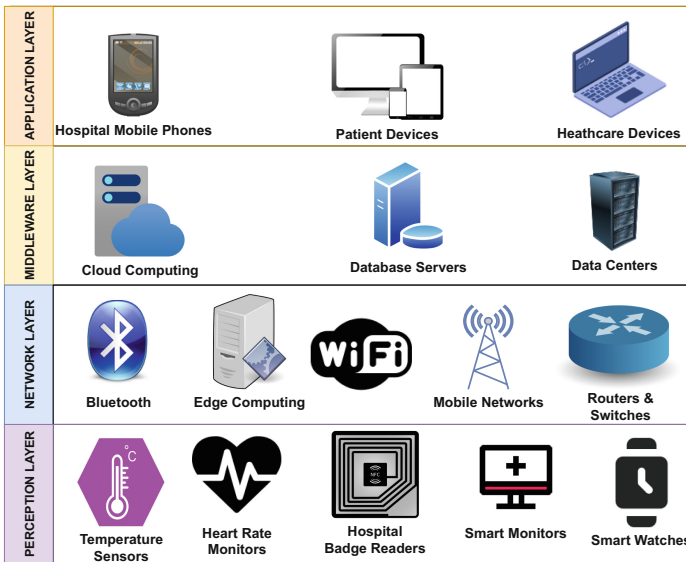 APPLICATION LAYER
Hospital Mobile Phones
Patient Devices
Heathcare Devices
MIDDLEWARE LAYER
Cloud Computing
Database Servers
Data Centers
NETWORK LAYER
Bluetooth
Edge Computing
WiFi
Mobile Networks
Routers &
Switches
PERCEPTION LAYER
°C
Temperature
Sensors
Heart Rate
Monitors
NFC
Hospital
Badge Readers
Smart Monitors
Smart Watches